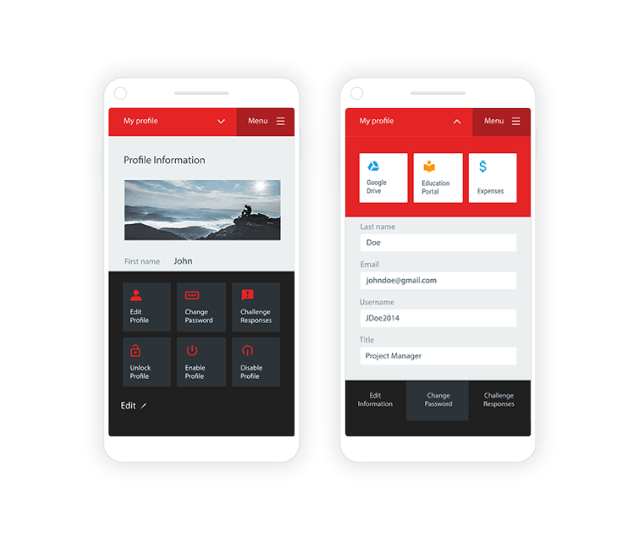 My profile
Menu
Profile Information
First name John
Edit
Profile
Change
Password
Challenge
Responses
Unlock
Profile
Enable
Profile
Disable
Profile
Edit
My profile
Menu
Google
Drive
Education
Portal
Expenses
Last name
Doe
Email
johndoe@gmail.com
Username
JDoe2014
Title
Project Manager
Edit
Information
Change
Password
Challenge
Responses